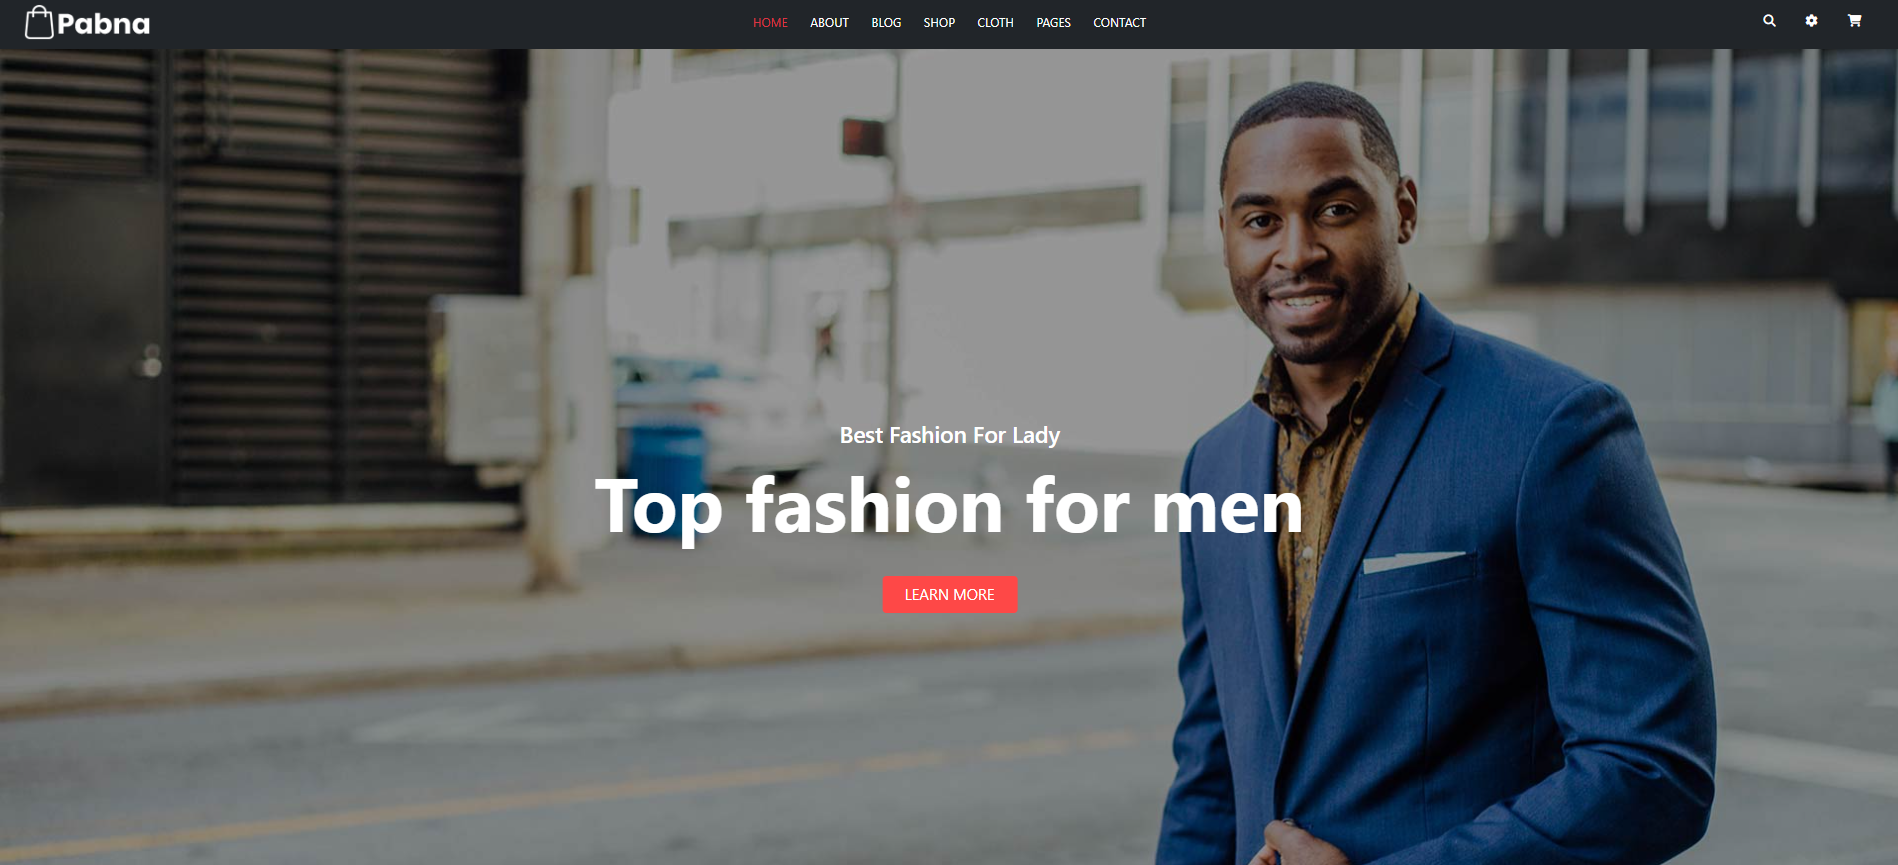 Pabna
HOME ABOUT BLOG SHOP CLOTH PAGES CONTACT
Best Fashion For Lady
Top fashion for men
LEARN MORE